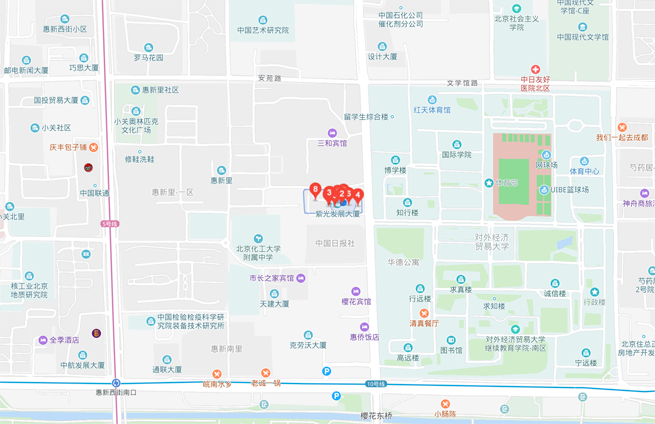 惠新西街小区
中国艺术研究院
中国石化公司
催化剂分公司
北京社会主义
学院
中国现代文
学馆-C座
中国现代文学馆
邮电新闻大厦
巧思大厦
罗马花园
设计大厦
安苑路
文学馆路
中日友好
医院北区
国投贸易大厦
惠新里社区
红天体育馆
小关社区
小关奥林匹克
文化广场
留学生综合楼
我们一起去成都
庆丰包子铺
三和宾馆
国际学院
修鞋洗鞋
博学楼
网球场
体育中心
芍药居-
中国联通
惠新里
惠新里-一区
8
3
2
4
UIBE篮球场
神奇商旅
小关北里
紫光发展大厦
知行楼
5号线
北京化工大学
附属中学
中国日报社
对外经济
贸易大学
华德公寓
核工业北京
地质研究院
市长之家宾馆
求真楼
诚信楼
芍药
2号院
天建大厦
樱花宾馆
行远楼
求知楼
行政楼
中国检验检疫科学研
究院装备技术研究所
清真餐厅
全季酒店
惠侨饭店
克劳沃大厦
惠新南里
图书馆
对外经济贸易大学
继续教育学院-南区
北京住总正
房地产开发
中航发展大厦
通联大厦
高远楼
宁远楼
皖南水乡
老诚一锅
惠新西街南口
10号线
樱花东桥
小肠陈